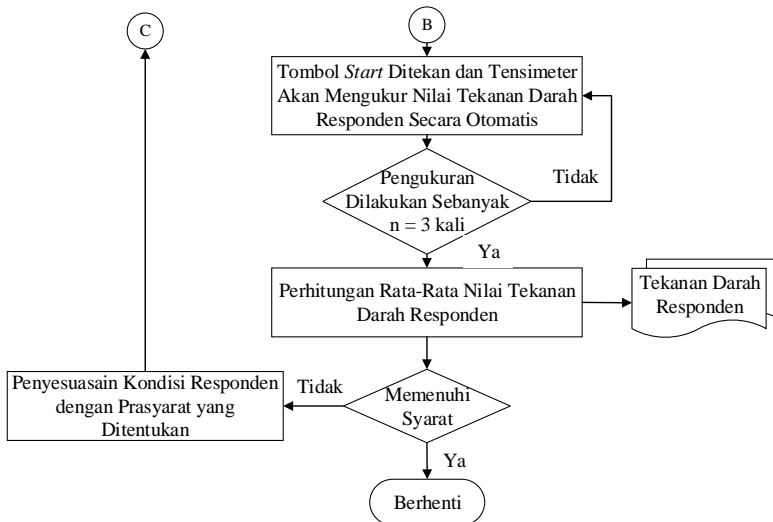 C
B
Tombol Start Ditekan dan Tensimeter
Akan Mengukur Nilai Tekanan Darah
Responden Secara Otomatis
Pengukuran
Dilakukan Sebanyak
n = 3 kali
Tidak
Ya
Perhitungan Rata-Rata Nilai Tekanan
Darah Responden
Tekanan Darah
Responden
Penyesuasain Kondisi Responden
dengan Prasyarat yang
Ditentukan
Tidak
Memenuhi
Syarat
Ya
Berhenti